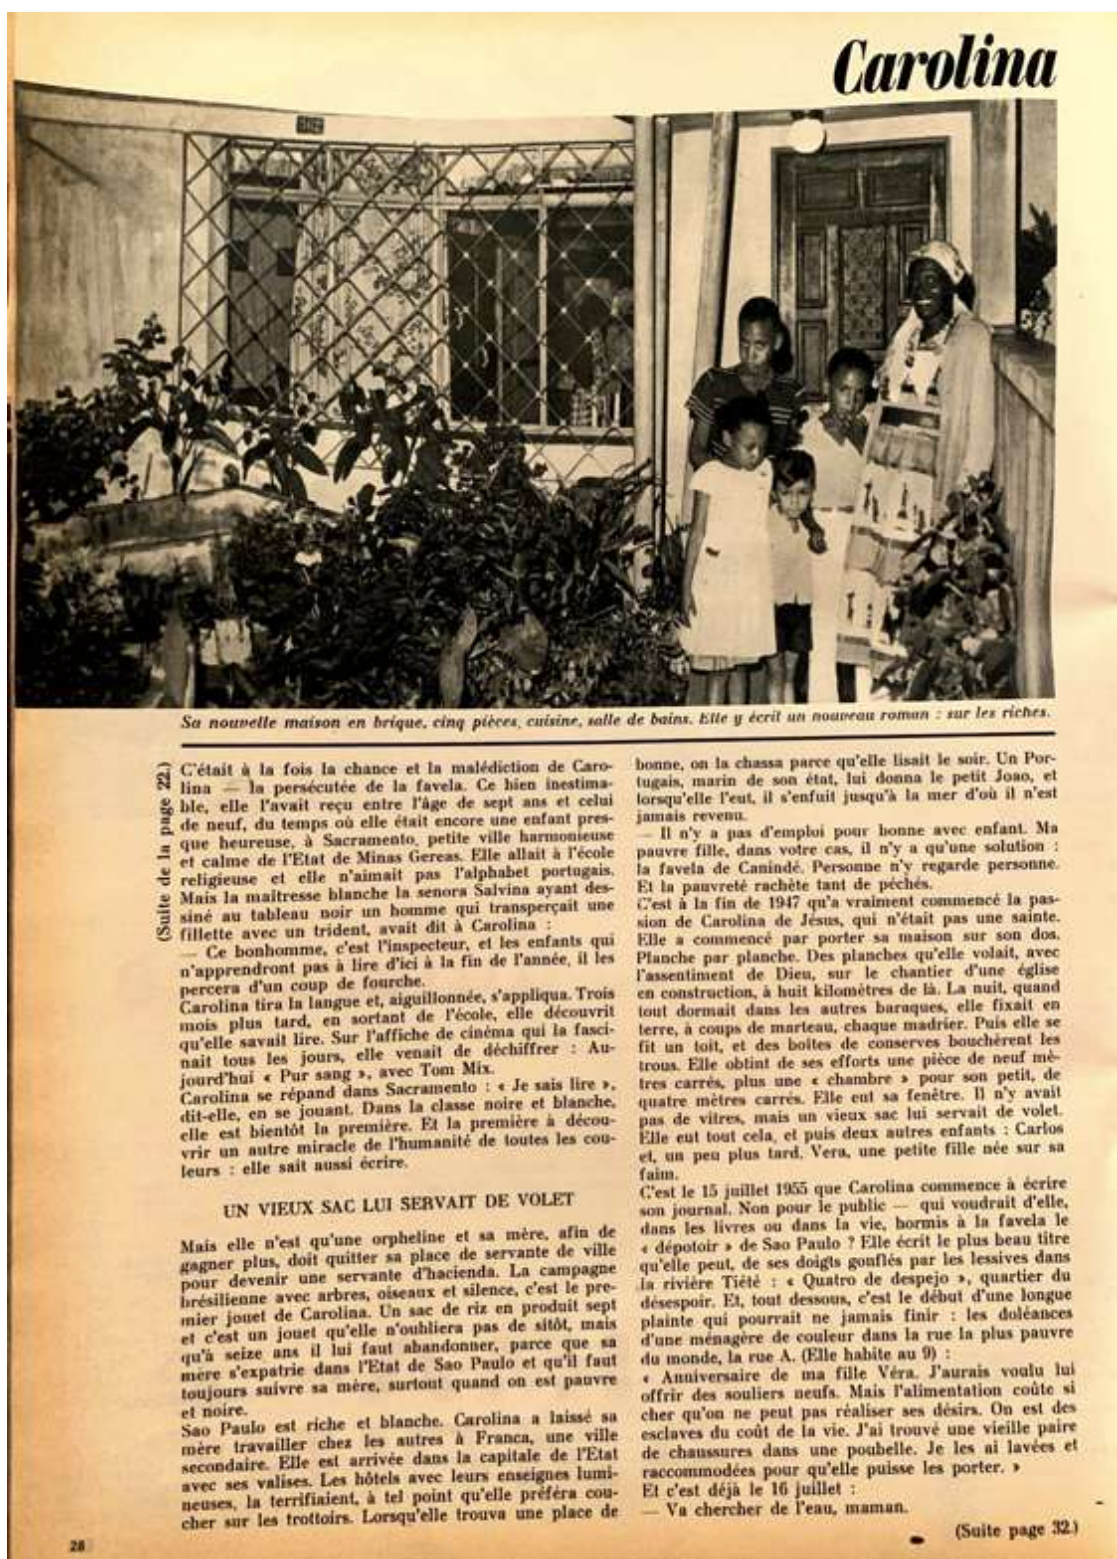 Carolina
Sa nouvelle maison en brique, cinq pièces, cuisine, salle de bains. Elle y écrit un nouveau roman : sur les riches.
(Suite de la page 22.)
C'était à la fois la chance et la malédiction de Caro-
lina — la persécutée de la favela. Ce bien inestima-
ble, elle l'avait reçu entre l'âge de sept ans et celui
de neuf, du temps où elle était encore une enfant pres-
que heureuse, à Sacramento, petite ville harmonieuse
et calme de l'Etat de Minas Gereas. Elle allait à l'école
religieuse et elle n'aimait pas l'alphabet portugais.
Mais la maîtresse blanche la senora Salvina ayant des-
siné au tableau noir un homme qui transperçait une
fillette avec un trident, avait dit à Carolina :
— Ce bonhomme, c'est l'inspecteur, et les enfants qui
n'apprendront pas à lire d'ici à la fin de l'année, il les
percera d'un coup de fourche.
Carolina tira la langue et, aiguillonnée, s'appliqua. Trois
mois plus tard, en sortant de l'école, elle découvrit
qu'elle savait lire. Sur l'affiche de cinéma qui la fasci-
nait tous les jours, elle venait de déchiffrer : Au-
jourd'hui « Pur sang », avec Tom Mix.
Carolina se répand dans Sacramento : « Je sais lire »,
dit-elle, en se jouant. Dans la classe noire et blanche,
elle est bientôt la première. Et la première à décou-
vrir un autre miracle de l'humanité de toutes les cou-
leurs : elle sait aussi écrire.
UN VIEUX SAC LUI SERVAIT DE VOLET
Mais elle n'est qu'une orpheline et sa mère, afin de
gagner plus, doit quitter sa place de servante de ville
pour devenir une servante d'hacienda. La campagne
brésilienne avec arbres, oiseaux et silence, c'est le pre-
mier jouet de Carolina. Un sac de riz en produit sept
et c'est un jouet qu'elle n'oubliera pas de sitôt, mais
qu'à seize ans il lui faut abandonner, parce que sa
mère s'expatrie dans l'Etat de Sao Paulo et qu'il faut
toujours suivre sa mère, surtout quand on est pauvre
et noire.
Sao Paulo est riche et blanche. Carolina a laissé sa
mère travailler chez les autres à Franca, une ville
secondaire. Elle est arrivée dans la capitale de l'Etat
avec ses valises. Les hôtels avec leurs enseignes lumi-
neuses, la terrifiaient, à tel point qu'elle préféra cou-
cher sur les trottoirs. Lorsqu'elle trouva une place de
bonne, on la chassa parce qu'elle lisait le soir. Un Por-
tugais, marin de son état, lui donna le petit Joao, et
lorsqu'elle l'eut, il s'enfuit jusqu'à la mer d'où il n'est
jamais revenu.
— Il n'y a pas d'emploi pour bonne avec enfant. Ma
pauvre fille, dans votre cas, il n'y a qu'une solution :
la favela de Canindé. Personne n'y regarde personne.
Et la pauvreté rachète tant de péchés.
C'est à la fin de 1947 qu'a vraiment commencé la pas-
sion de Carolina de Jésus, qui n'était pas une sainte.
Elle a commencé par porter sa maison sur son dos.
Planche par planche. Des planches qu'elle volait, avec
l'assentiment de Dieu, sur le chantier d'une église
en construction, à huit kilomètres de là. La nuit, quand
tout dormait dans les autres baraques, elle fixait en
terre, à coups de marteau, chaque madrier. Puis elle se
fit un toit, et des boîtes de conserves bouchèrent les
trous. Elle obtint de ses efforts une pièce de neuf mè-
tres carrés, plus une « chambre » pour son petit, de
quatre mètres carrés. Elle eut sa fenêtre. Il n'y avait
pas de vitres, mais un vieux sac lui servait de volet.
Elle eut tout cela, et puis deux autres enfants : Carlos
et, un peu plus tard, Vera, une petite fille née sur sa
faim.
C'est le 15 juillet 1955 que Carolina commence à écrire
son journal. Non pour le public — qui voudrait d'elle,
dans les livres ou dans la vie, hormis à la favela le
« dépotoir » de Sao Paulo ? Elle écrit le plus beau titre
qu'elle peut, de ses doigts gonflés par les lessives dans
la rivière Tiété : « Quatro de despejo », quartier du
désespoir. Et, tout dessous, c'est le début d'une longue
plainte qui pourrait ne jamais finir : les doléances
d'une ménagère de couleur dans la rue la plus pauvre
du monde, la rue A. (Elle habite au 9) :
« Anniversaire de ma fille Véra. J'aurais voulu lui
offrir des souliers neufs. Mais l'alimentation coûte si
cher qu'on ne peut pas réaliser ses désirs. On est des
esclaves du coût de la vie. J'ai trouvé une vieille paire
de chaussures dans une poubelle. Je les ai lavées et
raccommodées pour qu'elle puisse les porter. »
Et c'est déjà le 16 juillet :
— Va chercher de l'eau, maman.
(Suite page 32.)
28